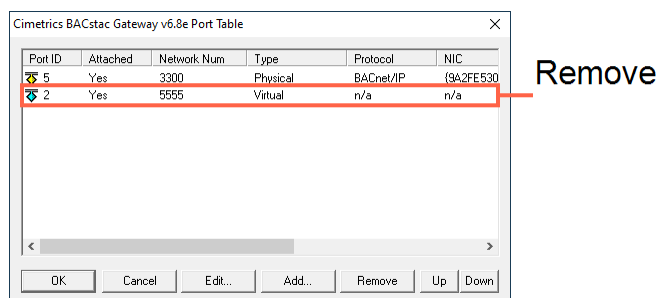 Cimetrics BACstac Gateway v6.8e Port Table
Port ID Attached Network Num Type Protocol NIC
5 Yes 3300 Physical BACnet/IP {9A2FE530
2 Yes 5555 Virtual n/a n/a
Remove
OK Cancel Edit... Add... Remove Up Down